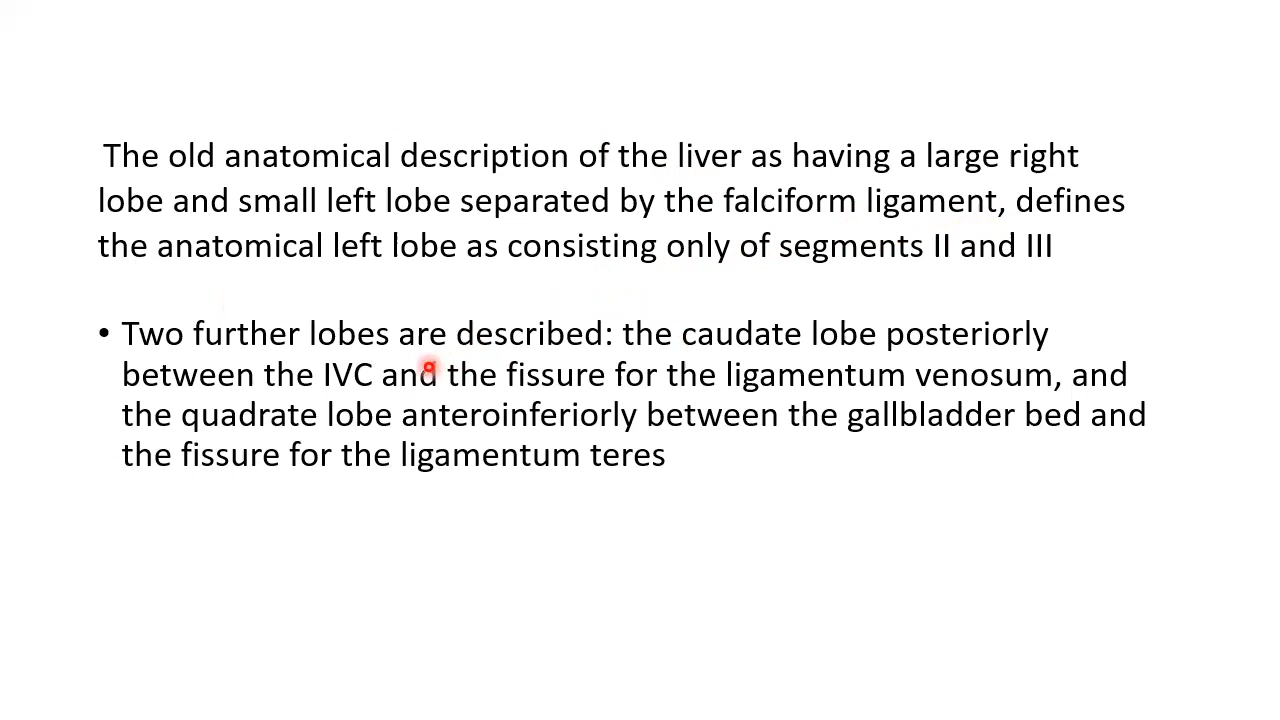 The old anatomical description of the liver as having a large right
lobe and small left lobe separated by the falciform ligament, defines
the anatomical left lobe as consisting only of segments II and III
• Two further lobes are described: the caudate lobe posteriorly
between the IVC and the fissure for the ligamentum venosum, and
the quadrate lobe anteroinferiorly between the gallbladder bed and
the fissure for the ligamentum teres